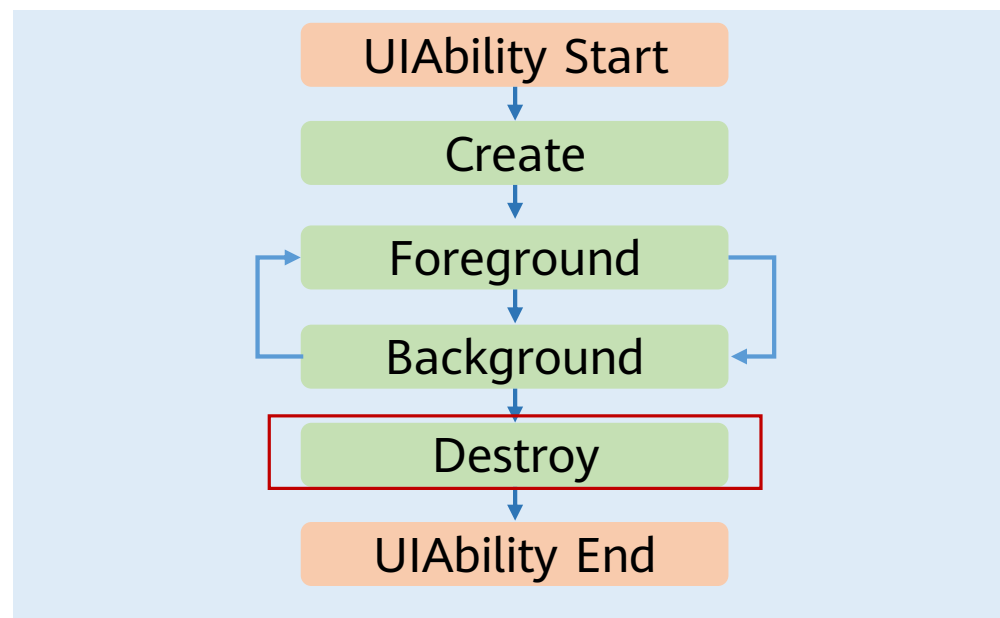 UIAbility Start
Create
Foreground
Background
Destroy
UIAbility End